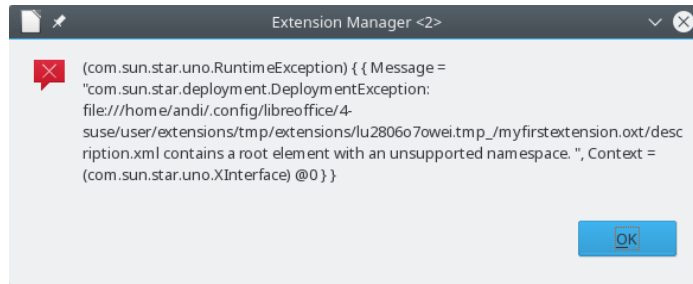 Extension Manager <2>
(com.sun.star.uno.RuntimeException) { { Message =
"com.sun.star.deployment.DeploymentException:
file:///home/andi/.config/libreoffice/4-
suse/user/extensions/tmp/extensions/lu2806o7owei.tmp_/myfirstextension.oxt/desc
ription.xml contains a root element with an unsupported namespace. ", Context =
(com.sun.star.uno.XInterface) @0 } }
OK